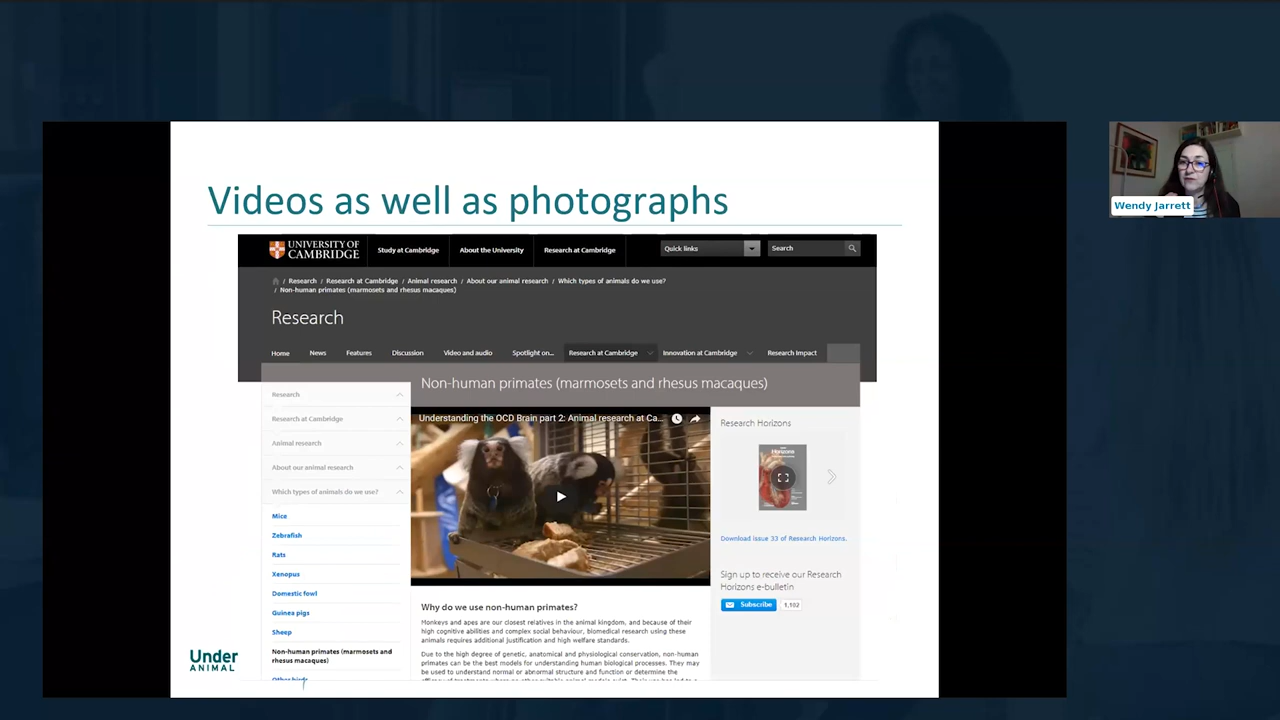 Videos as well as photographs
UNIVERSITY OF
CAMBRIDGE
Study at Cambridge
About the University
Research at Cambridge
Quick links
Search
/ Research / Research at Cambridge / Animal research / About our animal research / Which types of animals do we use?
/ Non-human primates (marmosets and rhesus macaques)
Research
Home
News
Features
Discussion
Video and audio
Spotlight on...
Research at Cambridge
Innovation at Cambridge
Research Impact
Non-human primates (marmosets and rhesus macaques)
Research
Research at Cambridge
Animal research
About our animal research
Which types of animals do we use?
Mice
Zebrafish
Rats
Xenopus
Domestic fowl
Guinea pigs
Sheep
Non-human primates (marmosets and
rhesus macaques)
Other birds
Understanding the OCD Brain part 2: Animal research at Ca...
Why do we use non-human primates?
Monkeys and apes are our closest relatives in the animal kingdom, and because of their
high cognitive abilities and complex social behaviour, biomedical research using these
animals requires additional justification and high welfare standards.
Due to the high degree of genetic, anatomical and physiological conservation, non-human
primates can be the best models for understanding human biological processes. They may
be used to understand normal or abnormal structure and function or determine the
Research Horizons
Horizons
Download issue 33 of Research Horizons.
Sign up to receive our Research
Horizons e-bulletin
Subscribe
1,102
Under
ANIMAL
Wendy Jarrett